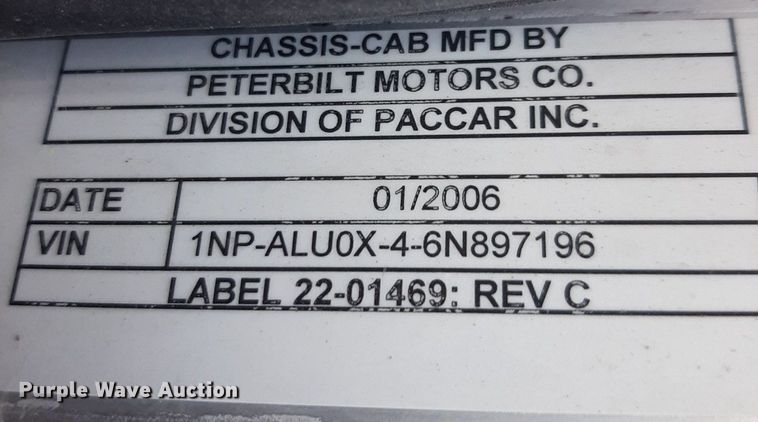 CHASSIS-CAB MFD BY
PETERBILT MOTORS CO.
DIVISION OF PACCAR INC.
DATE 01/2006
VIN 1NP-ALU0X-4-6N897196
LABEL 22-01469: REV C
Purple Wave Auction